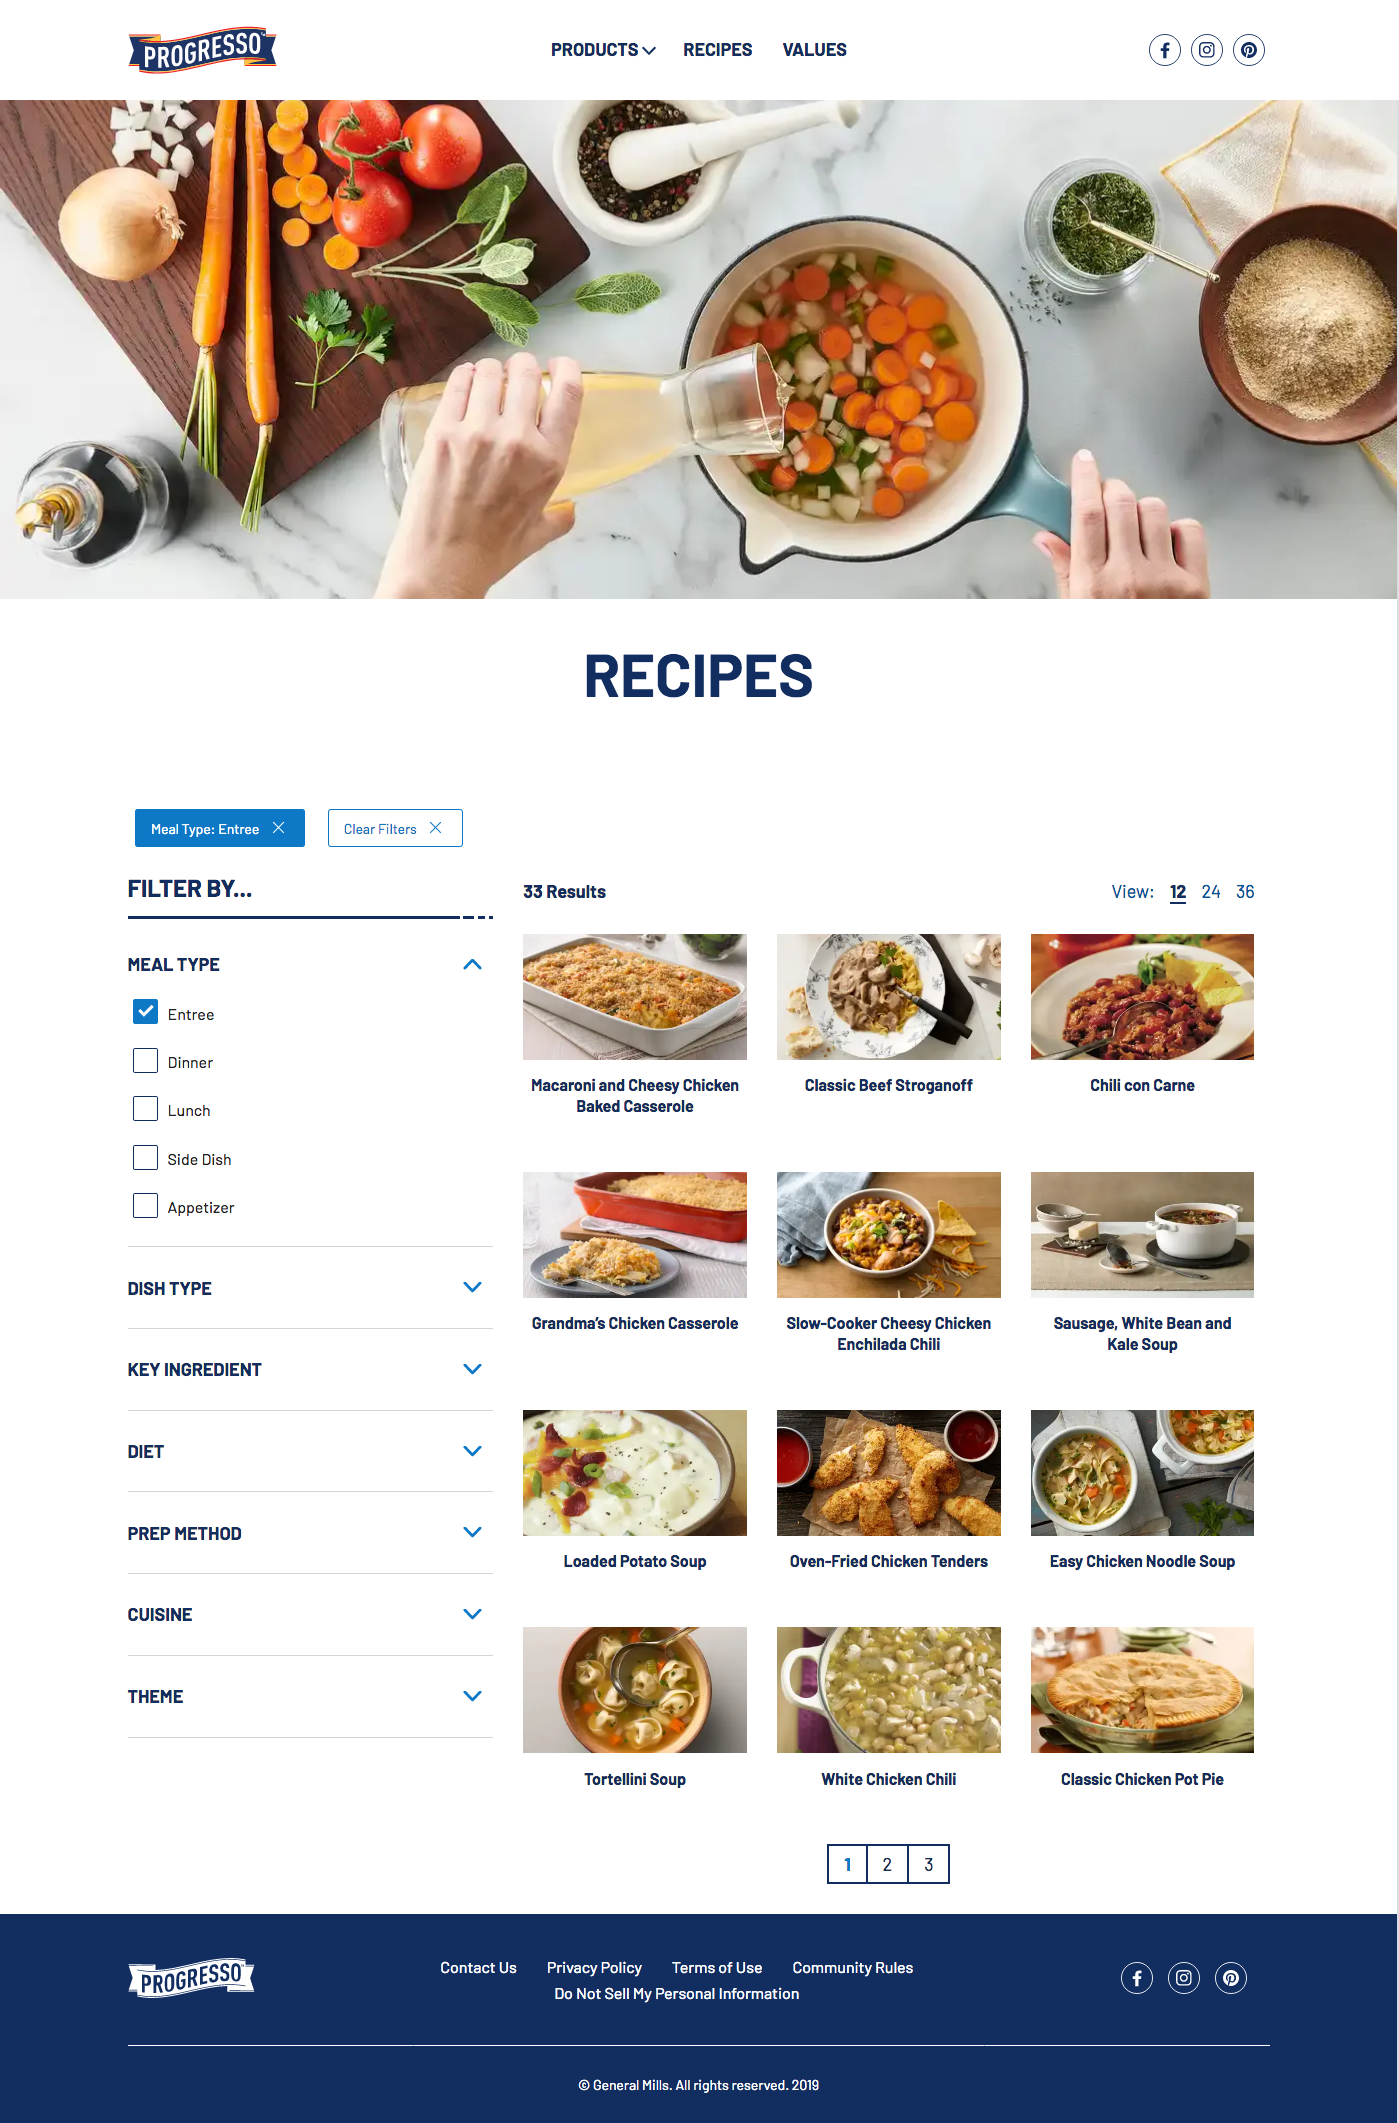 PROGRESSO
PRODUCTS
RECIPES
VALUES
RECIPES
Meal Type: Entree
Clear Filters
FILTER BY...
33 Results
View: 12 24 36
MEAL TYPE
Entree
Dinner
Lunch
Side Dish
Appetizer
DISH TYPE
KEY INGREDIENT
DIET
PREP METHOD
CUISINE
THEME
Macaroni and Cheesy Chicken
Baked Casserole
Classic Beef Stroganoff
Chili con Carne
Grandma's Chicken Casserole
Slow-Cooker Cheesy Chicken
Enchilada Chili
Sausage, White Bean and
Kale Soup
Loaded Potato Soup
Oven-Fried Chicken Tenders
Easy Chicken Noodle Soup
Tortellini Soup
White Chicken Chili
Classic Chicken Pot Pie
1 2 3
PROGRESSO
Contact Us Privacy Policy Terms of Use Community Rules
Do Not Sell My Personal Information
© General Mills. All rights reserved. 2019